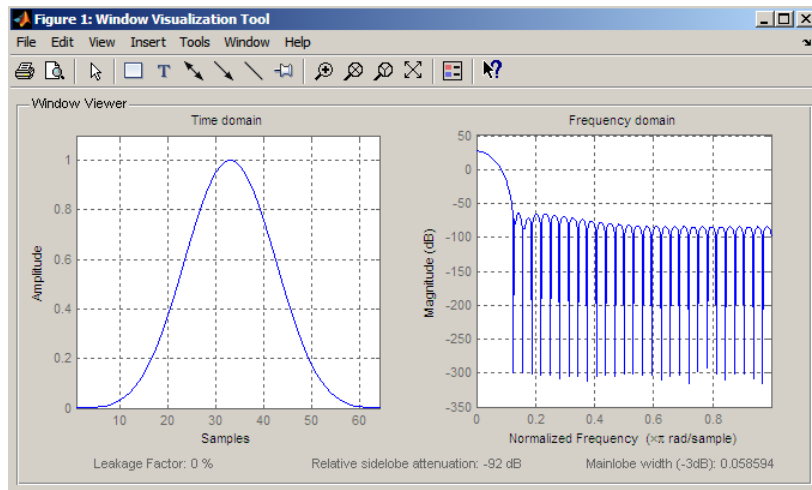 Figure 1: Window Visualization Tool
File Edit View Insert Tools Window Help
T
?
Window Viewer
Time domain
1
0.8
0.6
0.4
0.2
0
Amplitude
10 20 30 40 50 60
Samples
Frequency domain
50
0
-50
-100
-150
-200
-250
-300
-350
Magnitude (dB)
0 0.2 0.4 0.6 0.8
Normalized Frequency (×π rad/sample)
Leakage Factor: 0 %
Relative sidelobe attenuation: -92 dB
Mainlobe width (-3dB): 0.058594